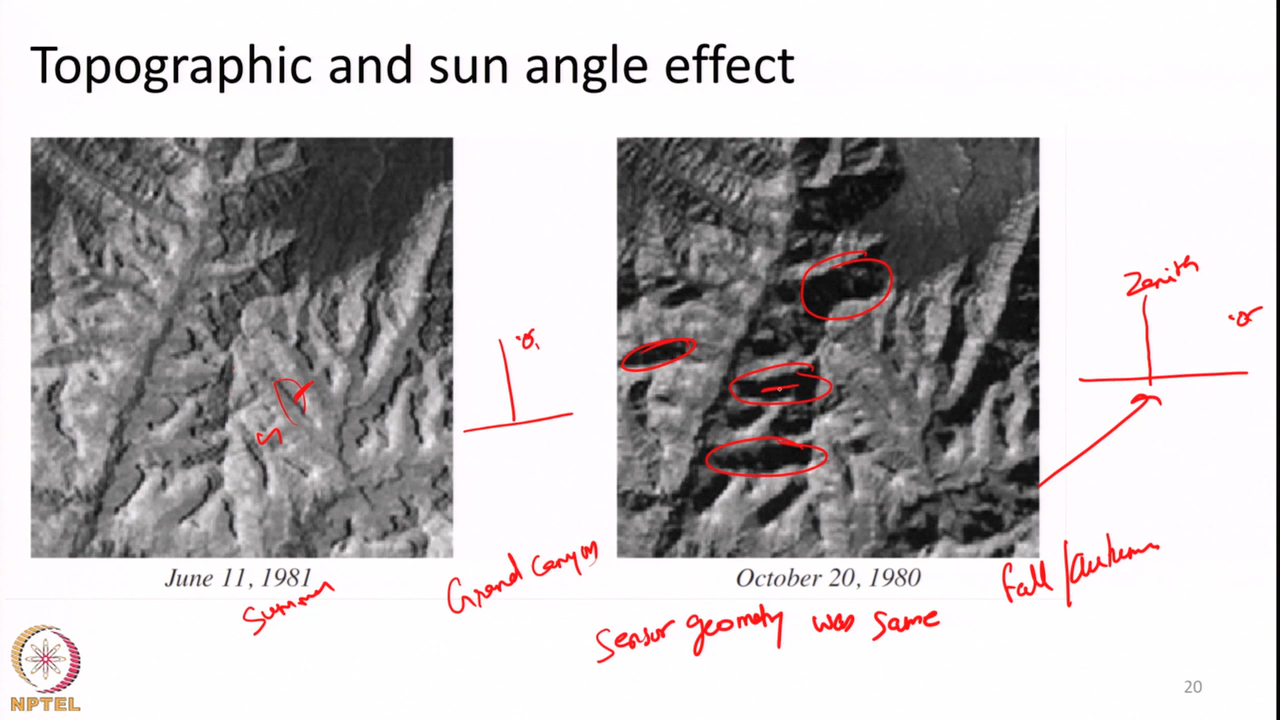 Topographic and sun angle effect
Zenith
June 11, 1981
October 20, 1980
Summer
Grand Canyon
Fall/Autumn
Sensor geometry was same
NPTEL
20